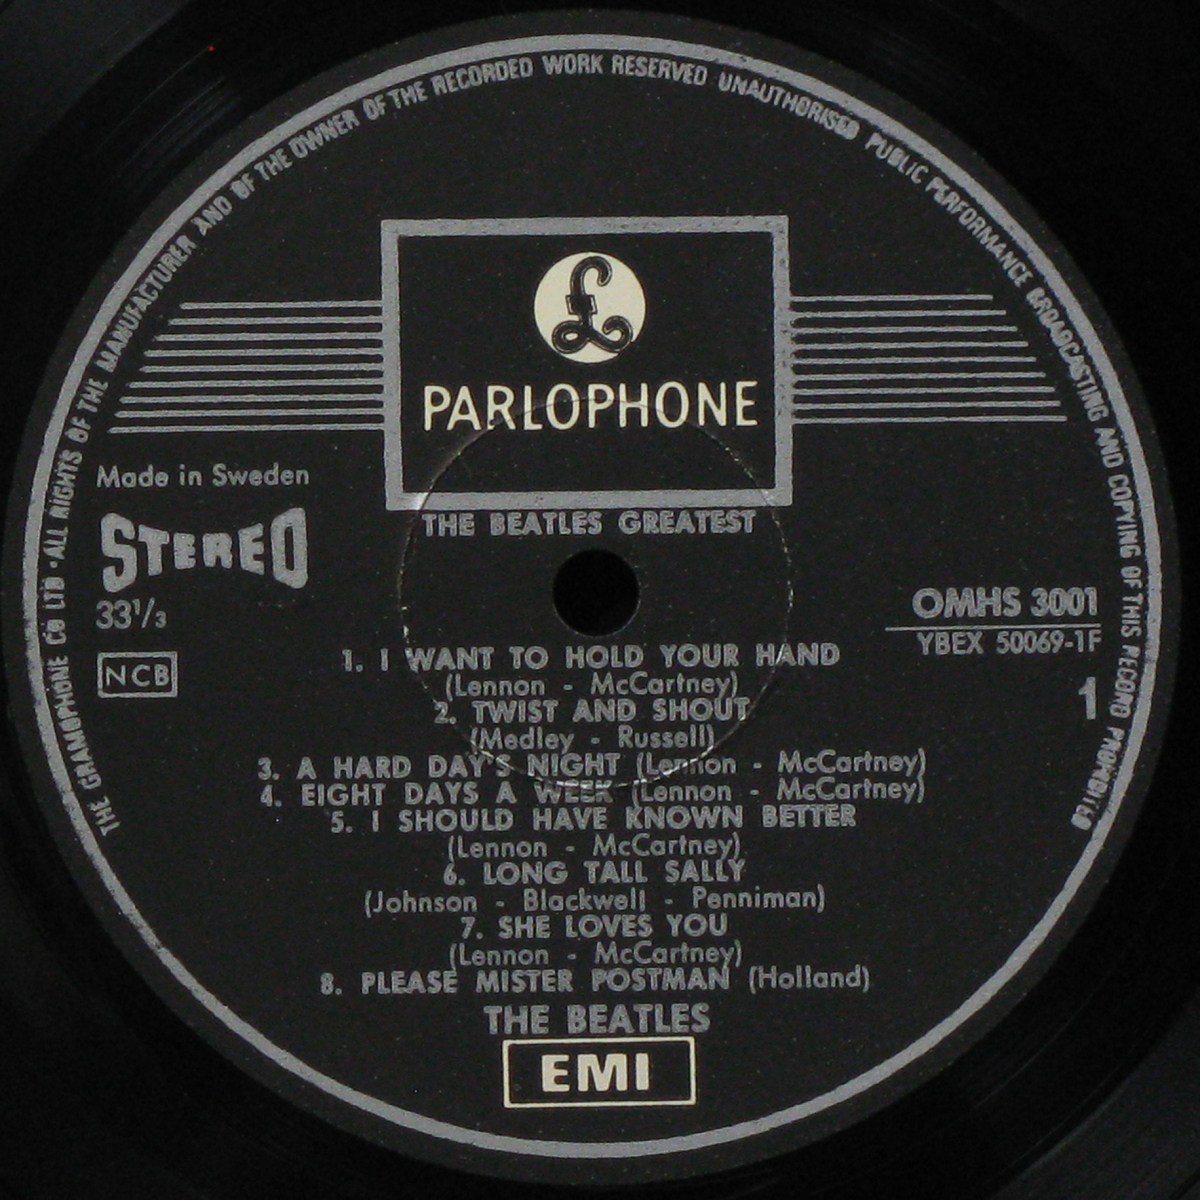 THE GRAMOPHONE CO LTD · ALL RIGHTS OF THE MANUFACTURER AND OF THE OWNER OF THE RECORDED WORK RESERVED UNAUTHORISED PUBLIC PERFORMANCE BROADCASTING AND COPYING OF THIS RECORD PROHIBITED
£
PARLOPHONE
Made in Sweden
STEREO
33⅓
NCB
THE BEATLES GREATEST
OMHS 3001
YBEX 50069-1F
1
1. I WANT TO HOLD YOUR HAND
(Lennon - McCartney)
2. TWIST AND SHOUT
(Medley - Russell)
3. A HARD DAY'S NIGHT (Lennon - McCartney)
4. EIGHT DAYS A WEEK (Lennon - McCartney)
5. I SHOULD HAVE KNOWN BETTER
(Lennon - McCartney)
6. LONG TALL SALLY
(Johnson - Blackwell - Penniman)
7. SHE LOVES YOU
(Lennon - McCartney)
8. PLEASE MISTER POSTMAN (Holland)
THE BEATLES
EMI